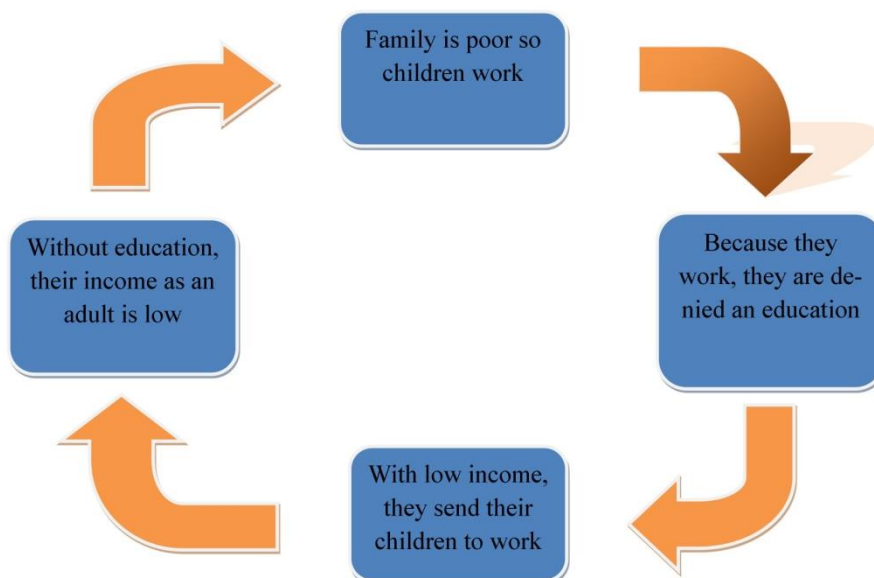 Family is poor so
children work
Because they
work, they are de-
nied an education
With low income,
they send their
children to work
Without education,
their income as an
adult is low